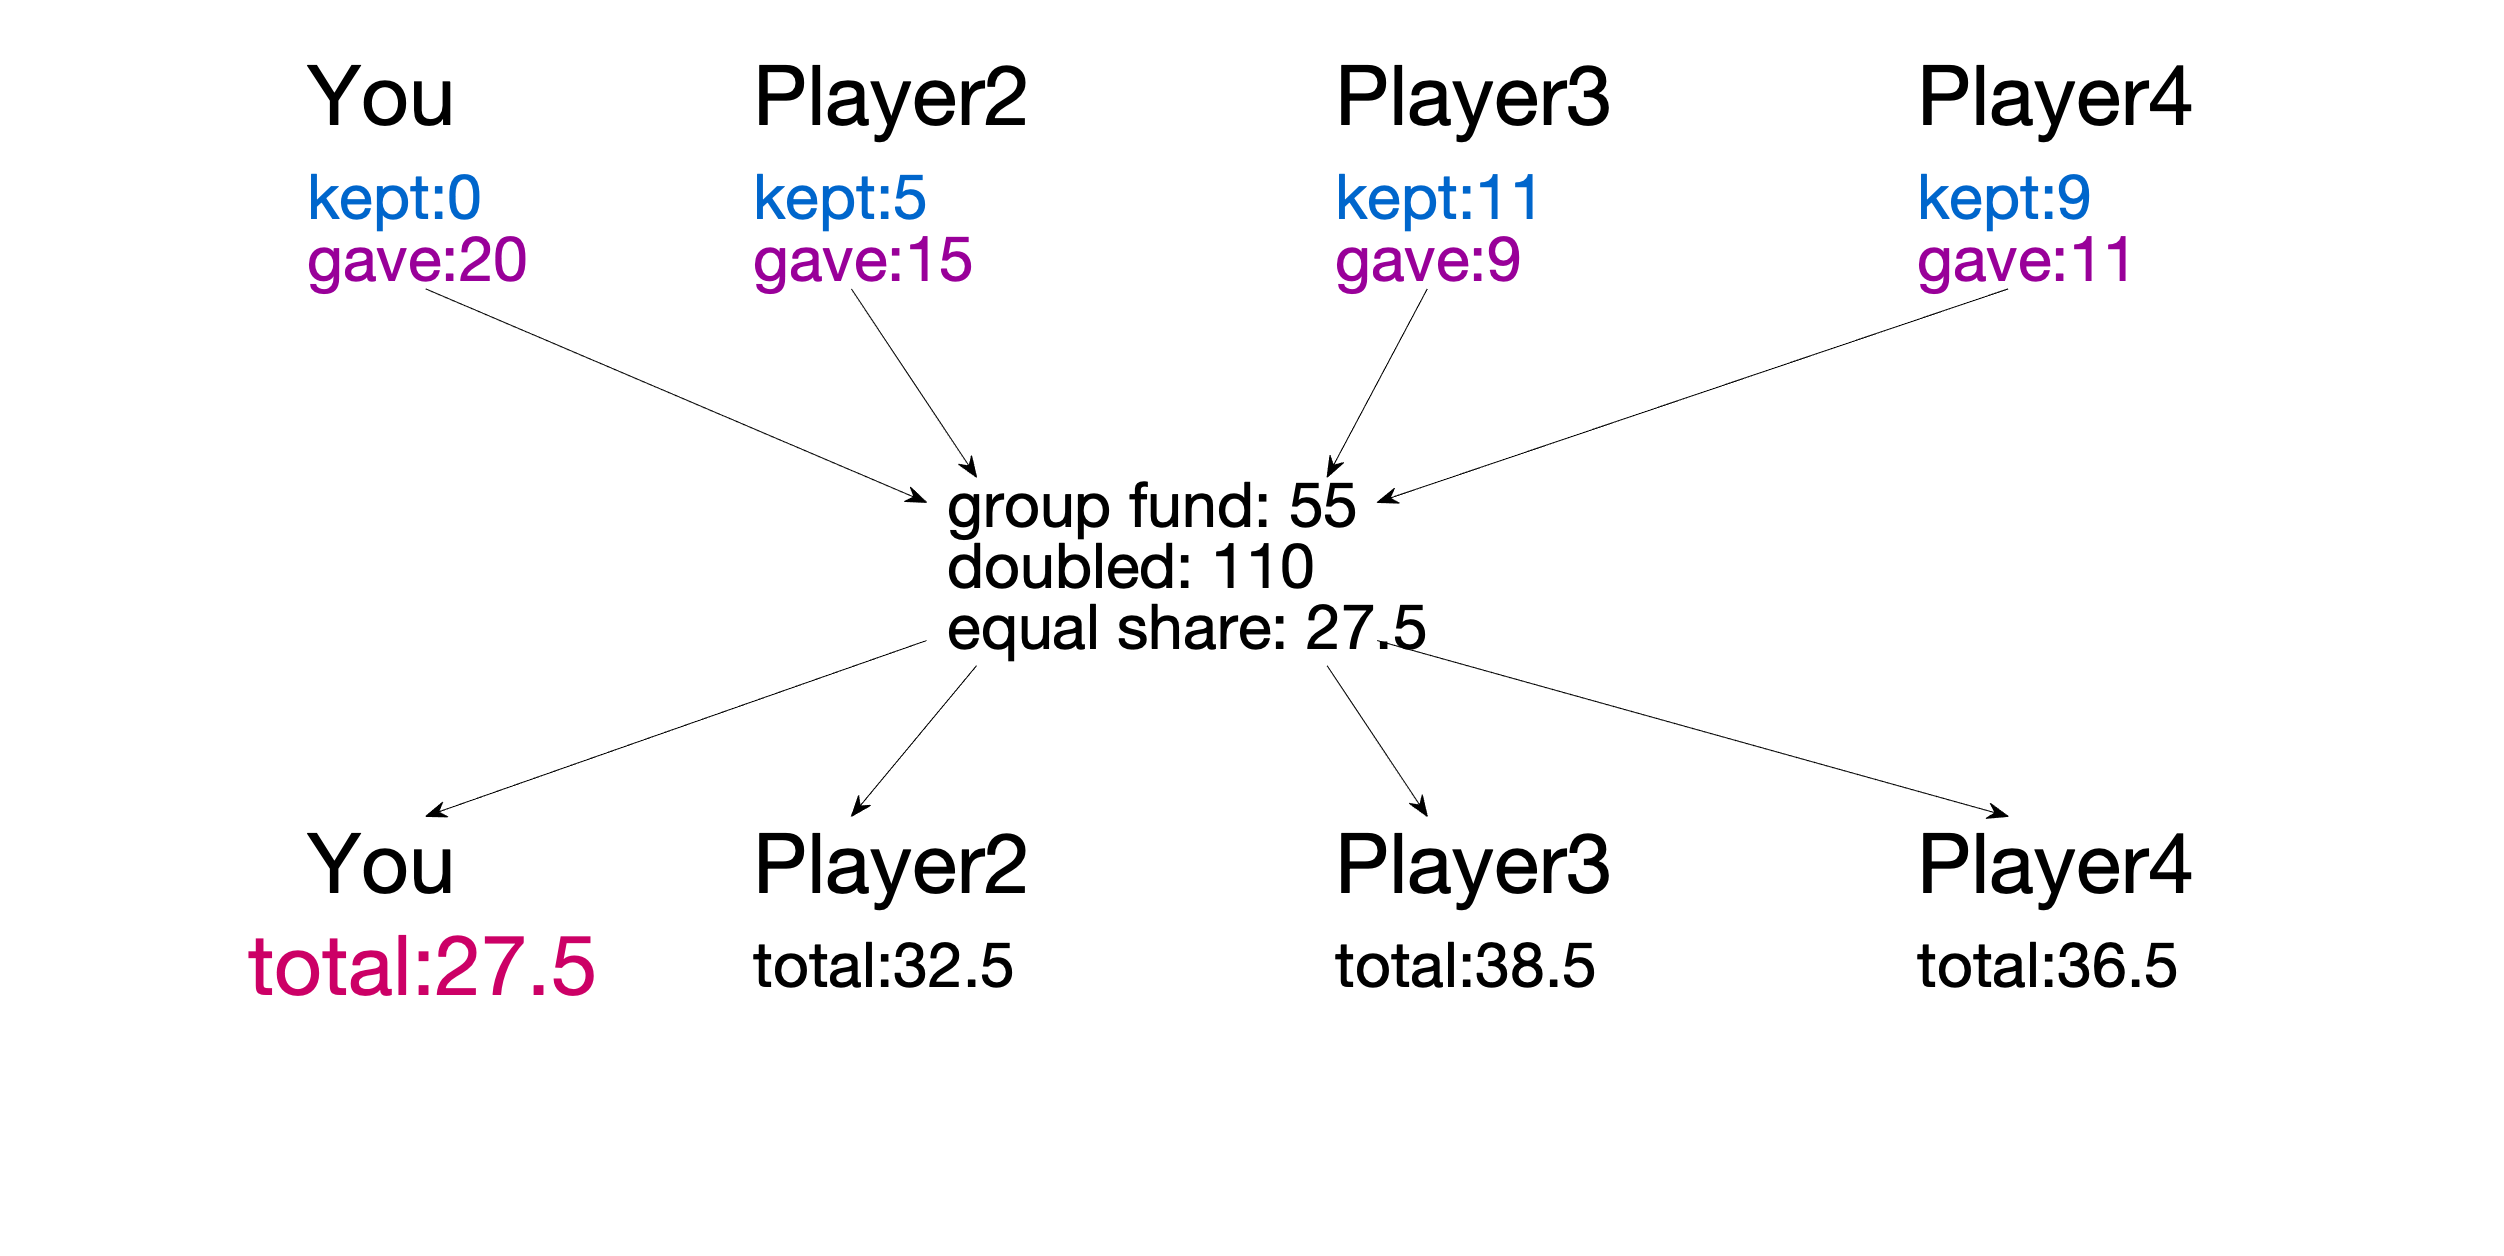 You Player2 Player3 Player4
kept:0 kept:5 kept:11 kept:9
gave:20 gave:15 gave:9 gave:11
group fund: 55
doubled: 110
equal share: 27.5
You Player2 Player3 Player4
total:27.5 total:32.5 total:38.5 total:36.5